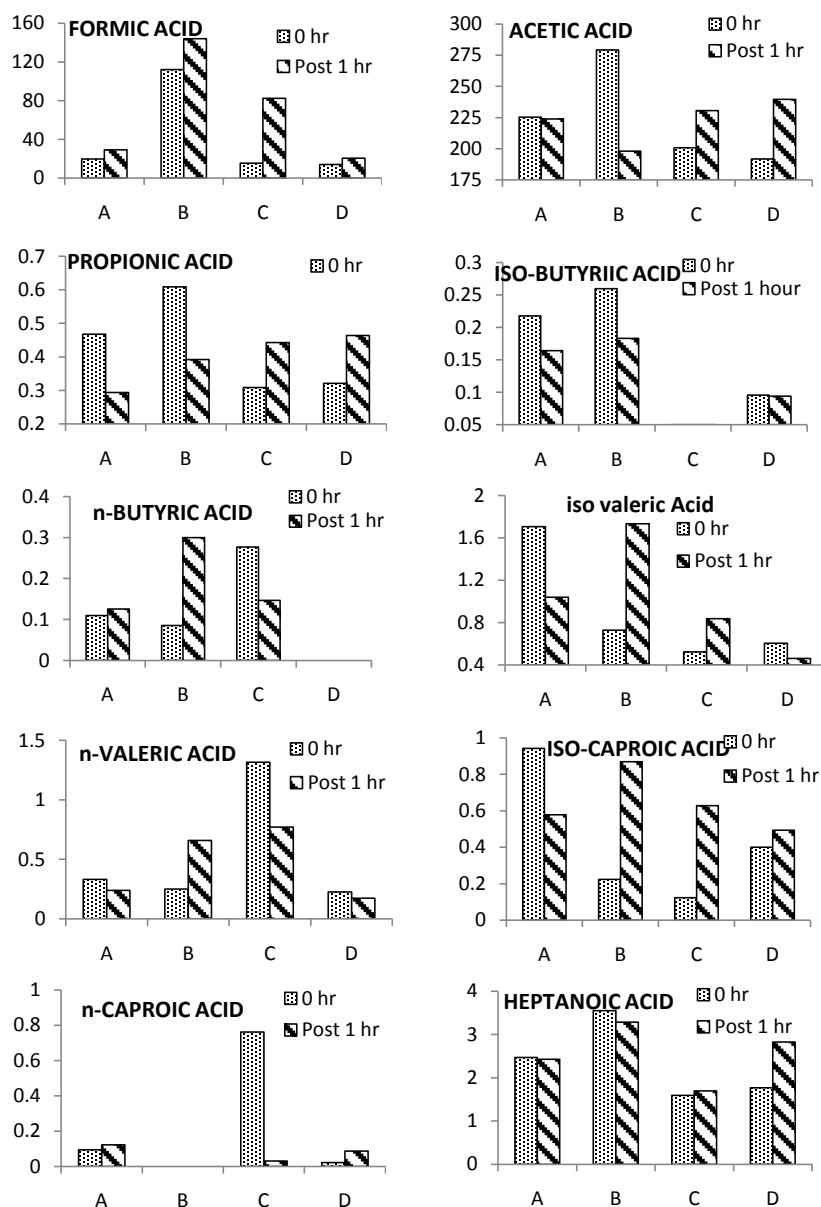 FORMIC ACID
0 hr
Post 1 hr
160
120
80
40
0
A B C D
ACETIC ACID
0 hr
Post 1 hr
300
275
250
225
200
175
A B C D
PROPIONIC ACID
0 hr
0.7
0.6
0.5
0.4
0.3
0.2
A B C D
ISO-BUTYRIIC ACID
0 hr
Post 1 hour
0.3
0.25
0.2
0.15
0.1
0.05
A B C D
n-BUTYRIC ACID
0 hr
Post 1 hr
0.4
0.3
0.2
0.1
0
A B C D
iso valeric Acid
0 hr
Post 1 hr
2
1.6
1.2
0.8
0.4
A B C D
n-VALERIC ACID
0 hr
Post 1 hr
1.5
1
0.5
0
A B C D
ISO-CAPROIC ACID
0 hr
Post 1 hr
1
0.8
0.6
0.4
0.2
0
A B C D
n-CAPROIC ACID
0 hr
Post 1 hr
1
0.8
0.6
0.4
0.2
0
A B C D
HEPTANOIC ACID
0 hr
Post 1 hr
4
3
2
1
0
A B C D